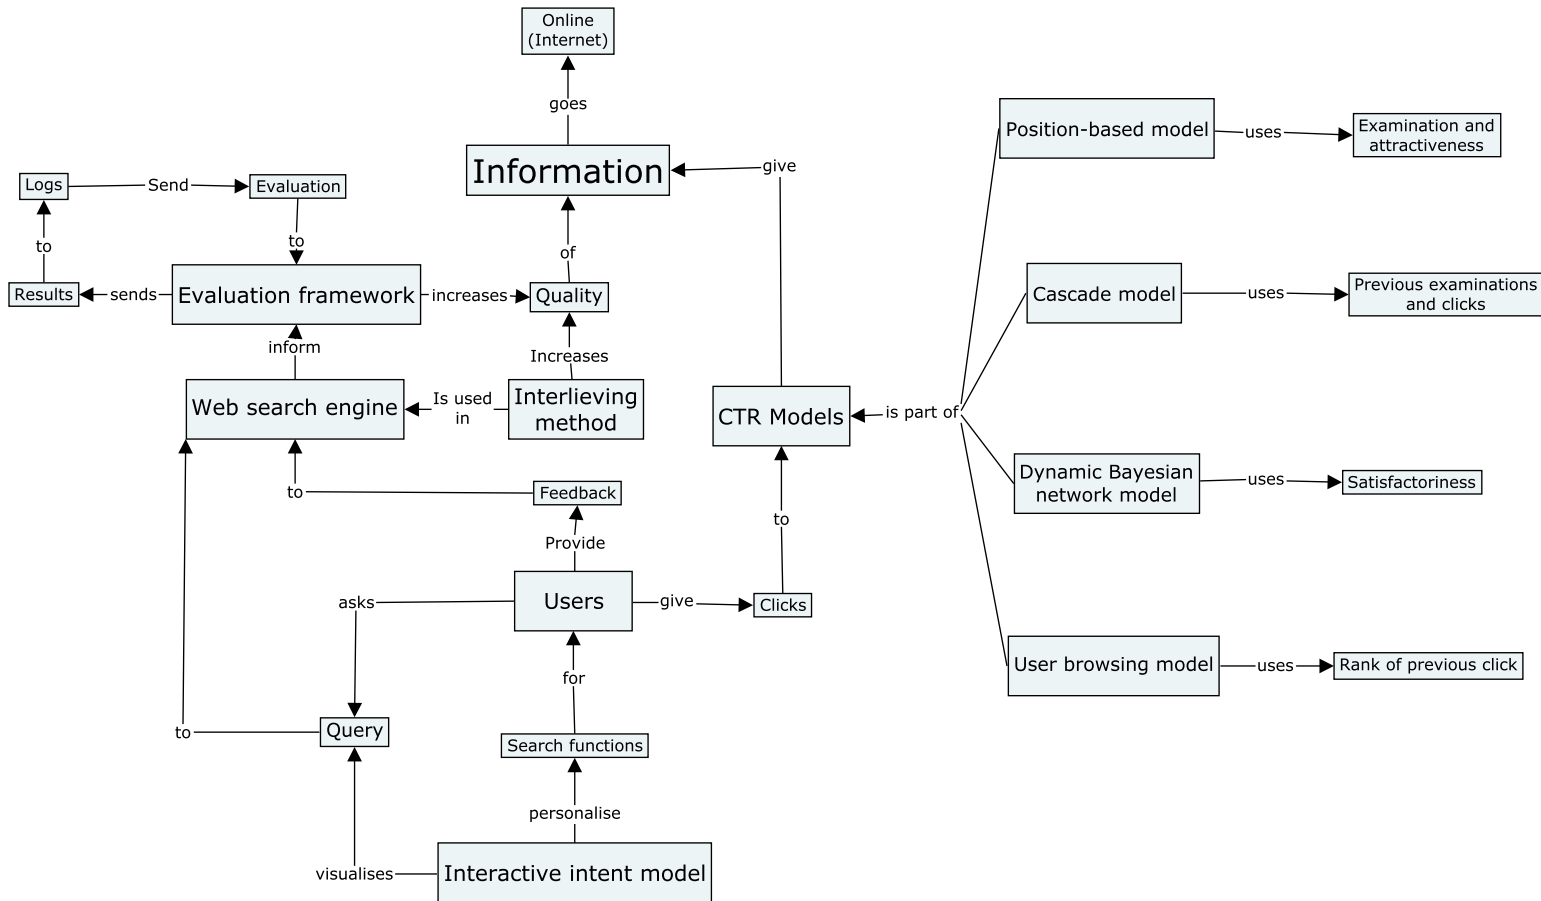 Online
(Internet)
goes
Information
give
Position-based model
uses
Examination and
attractiveness
Logs
Send
Evaluation
to
to
of
Results
sends
Evaluation framework
increases
Quality
Cascade model
uses
Previous examinations
and clicks
inform
Increases
Web search engine
Is used
in
Interlieving
method
CTR Models
is part of
Dynamic Bayesian
network model
uses
Satisfactoriness
to
Feedback
to
Provide
asks
Users
give
Clicks
User browsing model
uses
Rank of previous click
for
to
Query
Search functions
personalise
visualises
Interactive intent model